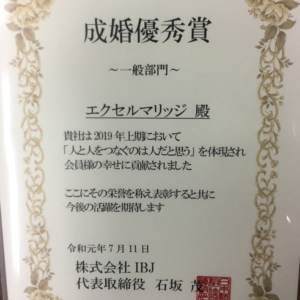 成婚優秀賞
～一般部門～
エクセルマリッジ 殿
貴社は2019年上期において
「人と人をつなぐのは人だと思う」を体現され
会員様の幸せに貢献されました
ここにその栄誉を称え表彰すると共に
今後の活躍を期待します
令和元年7月11日
株式会社IBJ
代表取締役 石坂 茂